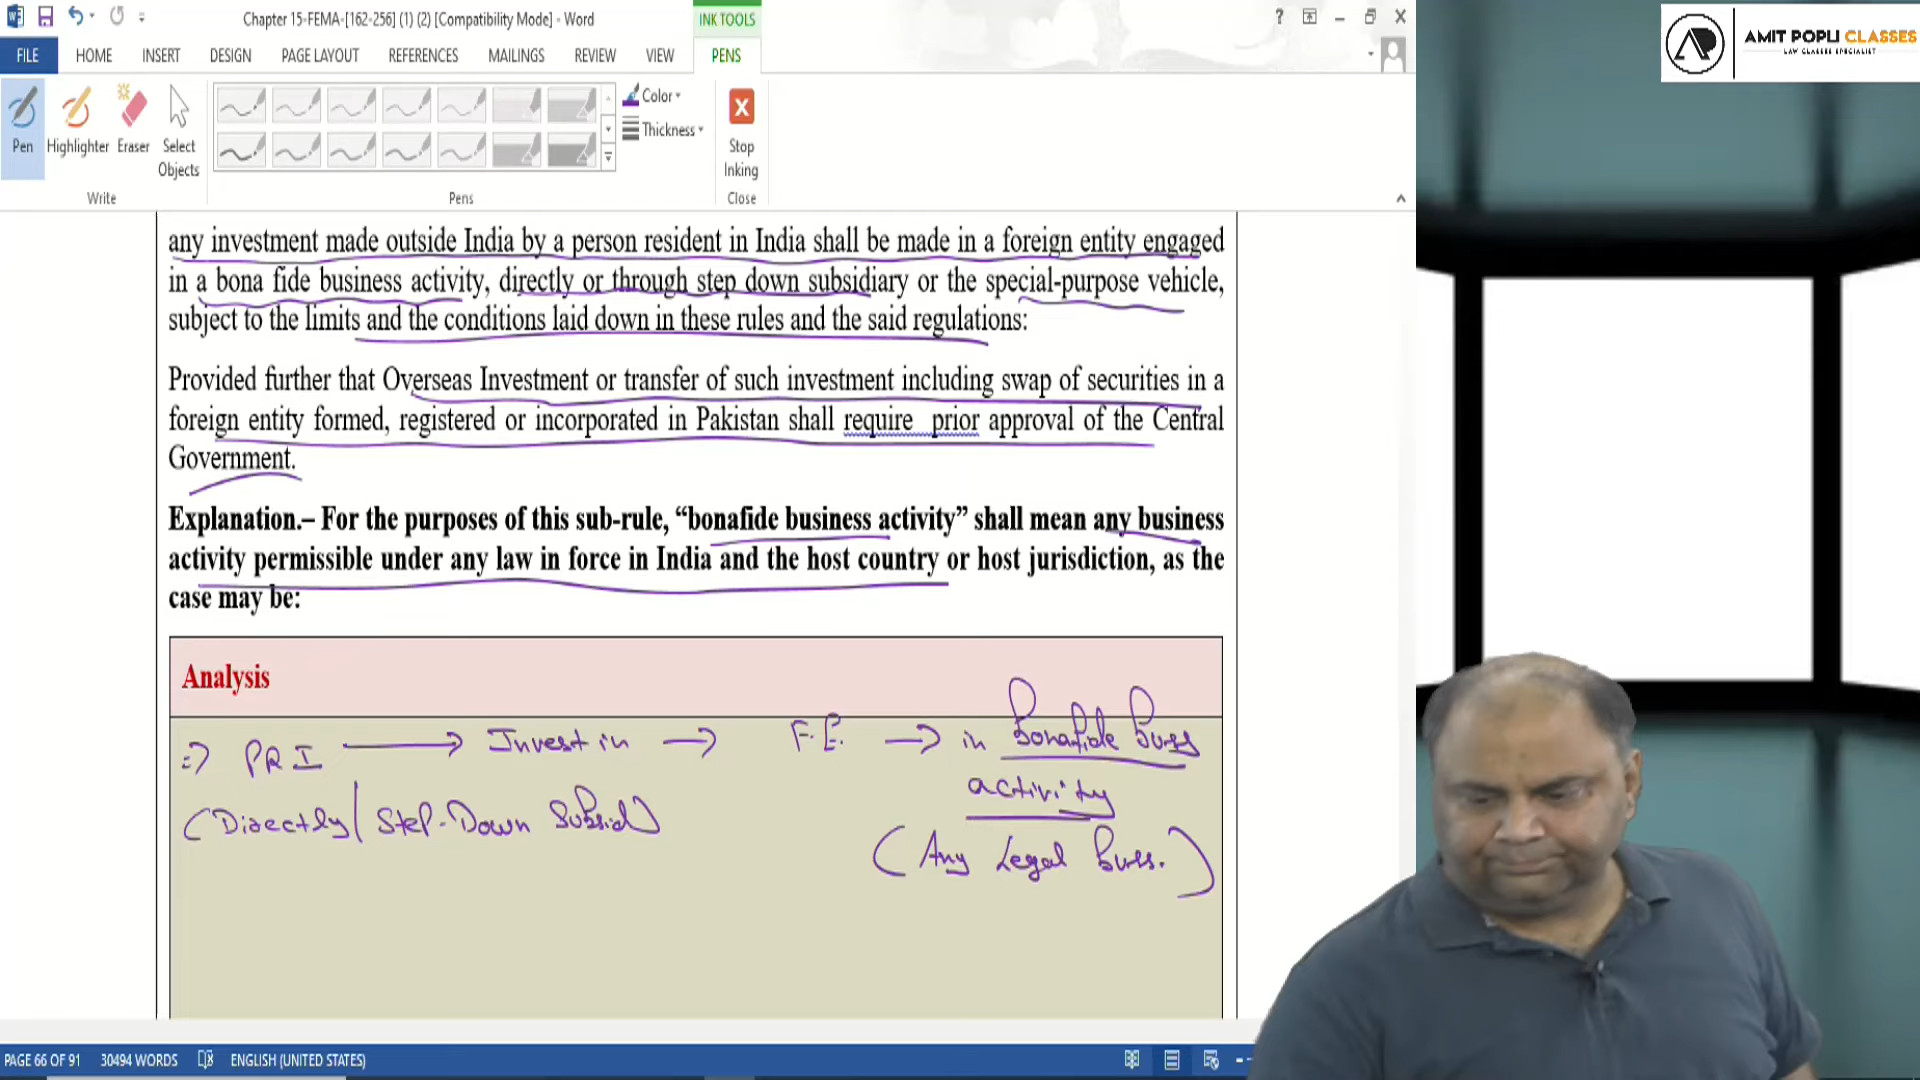 Chapter 15-FEMA-[162-256] (1) (2) [Compatibility Mode] - Word
INK TOOLS
?
FILE HOME INSERT DESIGN PAGE LAYOUT REFERENCES MAILINGS REVIEW VIEW PENS
AMIT POPLI CLASSES
LAW CLASSES SPECIALIST
Color
Thickness
Pen Highlighter Eraser Select Objects
Stop Inking
Write Pens Close
any investment made outside India by a person resident in India shall be made in a foreign entity engaged
in a bona fide business activity, directly or through step down subsidiary or the special-purpose vehicle,
subject to the limits and the conditions laid down in these rules and the said regulations:
Provided further that Overseas Investment or transfer of such investment including swap of securities in a
foreign entity formed, registered or incorporated in Pakistan shall require prior approval of the Central
Government.
Explanation.– For the purposes of this sub-rule, “bonafide business activity” shall mean any business
activity permissible under any law in force in India and the host country or host jurisdiction, as the
case may be:
Analysis
=> PRI → Invest in → F.E. → in Bonafide Buss
activity
(Directly/ Step-Down Subsid)
(Any Legal Buss.)
PAGE 66 OF 91 30494 WORDS ENGLISH (UNITED STATES)